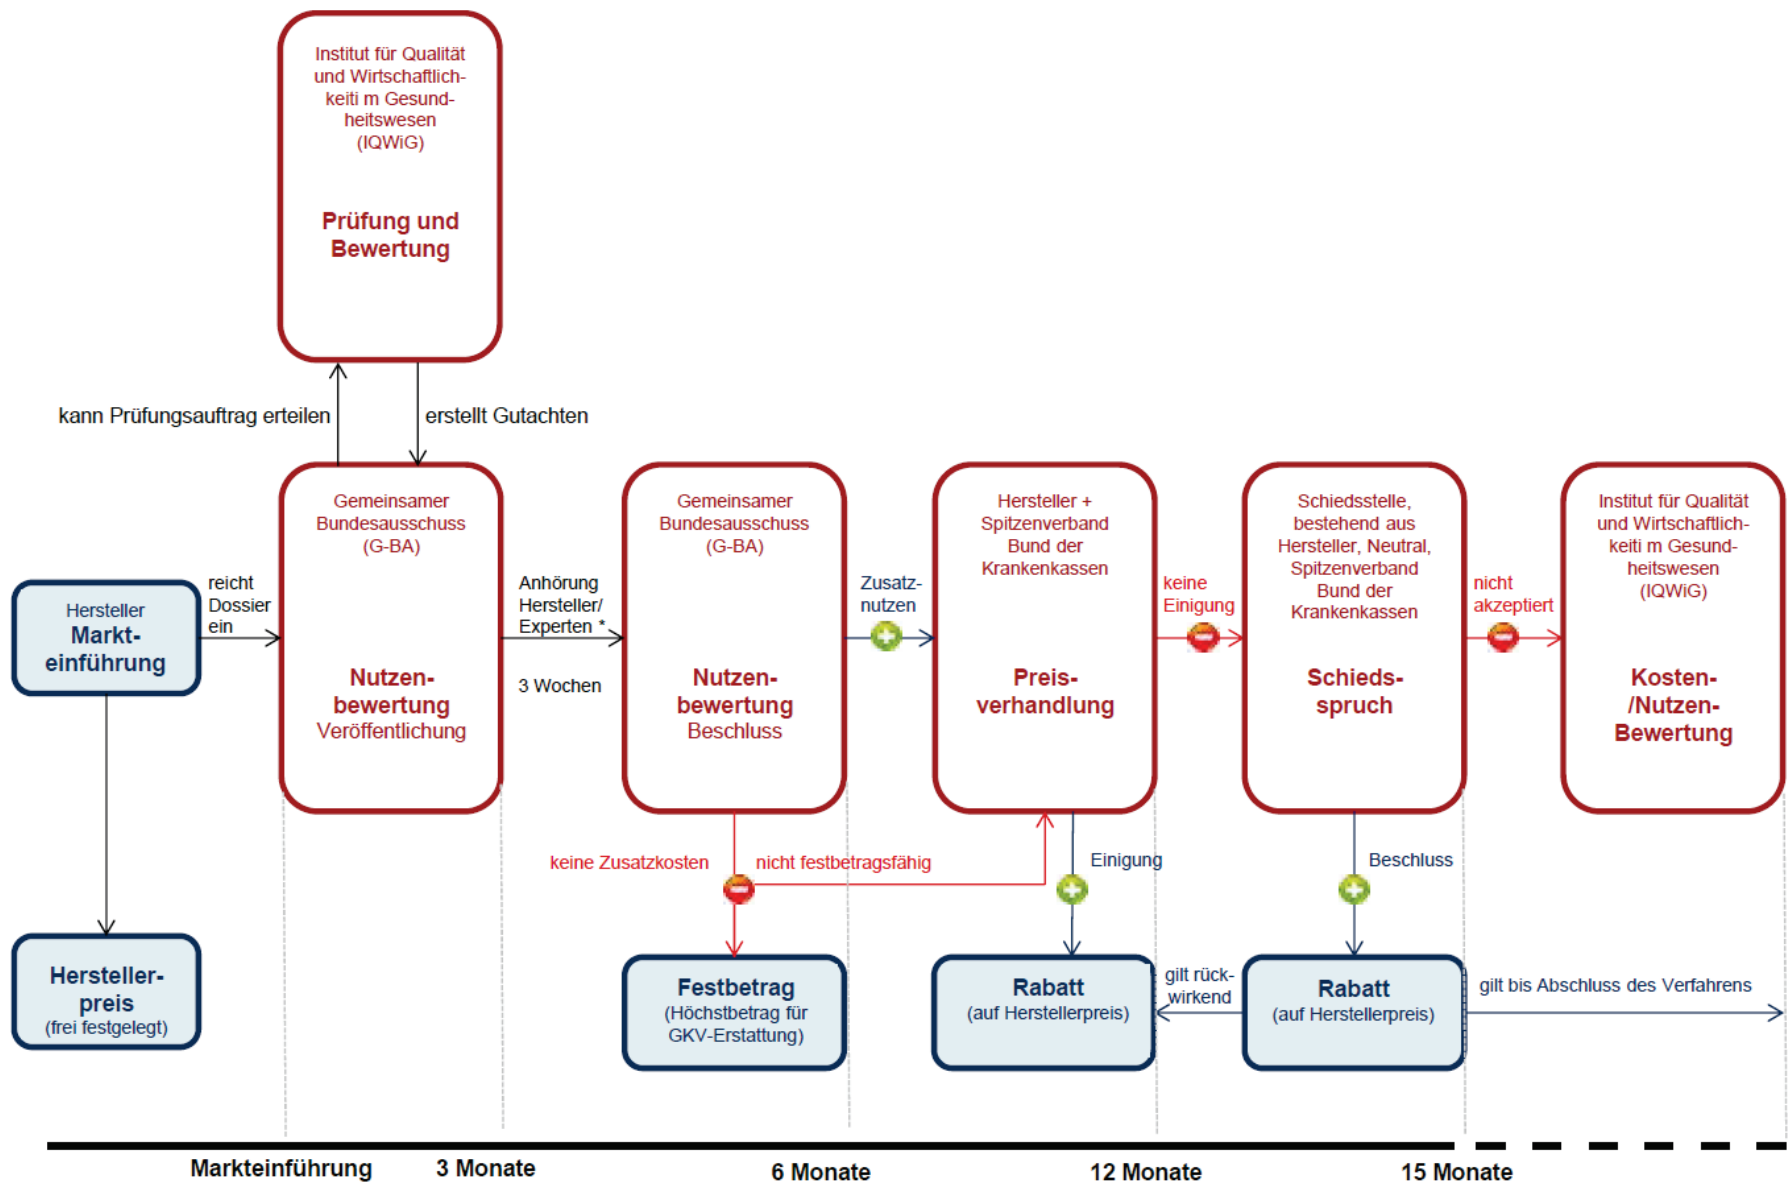 Institut für Qualität
und Wirtschaftlich-
keiti m Gesund-
heitswesen
(IQWiG)
Prüfung und
Bewertung
kann Prüfungsauftrag erteilen
erstellt Gutachten
Hersteller
Markt-
einführung
reicht
Dossier
ein
Gemeinsamer
Bundesausschuss
(G-BA)
Nutzen-
bewertung
Veröffentlichung
Anhörung
Hersteller/
Experten *
3 Wochen
Gemeinsamer
Bundesausschuss
(G-BA)
Nutzen-
bewertung
Beschluss
Zusatz-
nutzen
Hersteller +
Spitzenverband
Bund der
Krankenkassen
Preis-
verhandlung
keine
Einigung
Schiedsstelle,
bestehend aus
Hersteller, Neutral,
Spitzenverband
Bund der
Krankenkassen
Schieds-
spruch
nicht
akzeptiert
Institut für Qualität
und Wirtschaftlich-
keiti m Gesund-
heitswesen
(IQWiG)
Kosten-
/Nutzen-
Bewertung
keine Zusatzkosten
nicht festbetragsfähig
Einigung
Beschluss
Hersteller-
preis
(frei festgelegt)
Festbetrag
(Höchstbetrag für
GKV-Erstattung)
Rabatt
(auf Herstellerpreis)
gilt rück-
wirkend
Rabatt
(auf Herstellerpreis)
gilt bis Abschluss des Verfahrens
Markteinführung
3 Monate
6 Monate
12 Monate
15 Monate